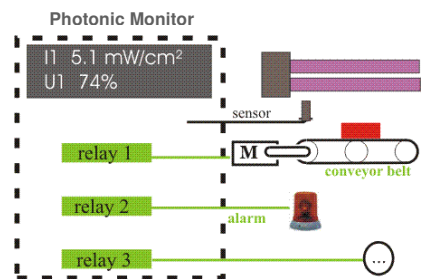 Photonic Monitor
I1 5.1 mW/cm²
U1 74%
sensor
relay 1
M
conveyor belt
relay 2
alarm
relay 3
...